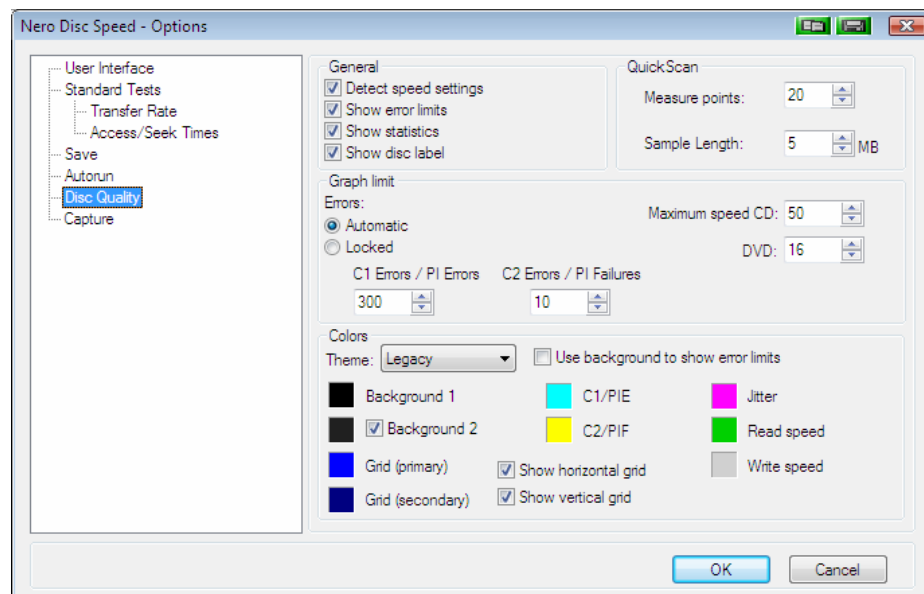 Nero Disc Speed - Options
User Interface
Standard Tests
Transfer Rate
Access/Seek Times
Save
Autorun
Disc Quality
Capture
General
Detect speed settings
Show error limits
Show statistics
Show disc label
QuickScan
Measure points: 20
Sample Length: 5 MB
Graph limit
Errors:
Automatic
Locked
C1 Errors / PI Errors C2 Errors / PI Failures
300 10
Maximum speed CD: 50
DVD: 16
Colors
Theme: Legacy Use background to show error limits
Background 1 C1/PIE Jitter
Background 2 C2/PIF Read speed
Grid (primary) Show horizontal grid Write speed
Grid (secondary) Show vertical grid
OK Cancel